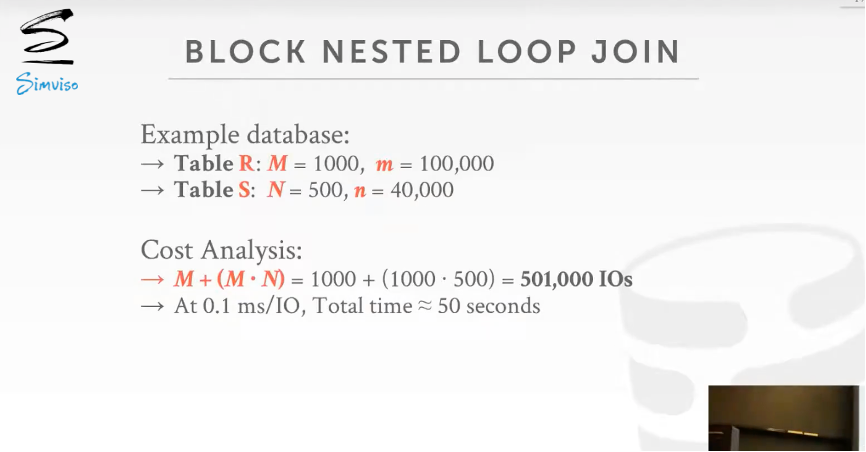 Simviso
BLOCK NESTED LOOP JOIN
Example database:
→ Table R: M = 1000, m = 100,000
→ Table S: N = 500, n = 40,000
Cost Analysis:
→ M + (M · N) = 1000 + (1000 · 500) = 501,000 IOs
→ At 0.1 ms/IO, Total time ≈ 50 seconds